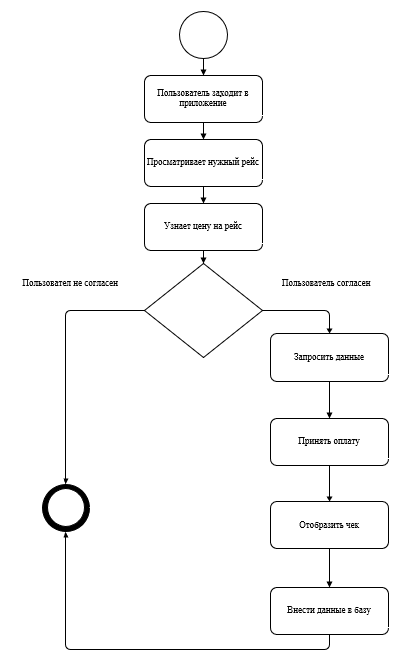 Пользователь заходит в
приложение
Просматривает нужный рейс
Узнает цену на рейс
Пользовател не согласен
Пользователь согласен
Запросить данные
Принять оплату
Отобразить чек
Внести данные в базу